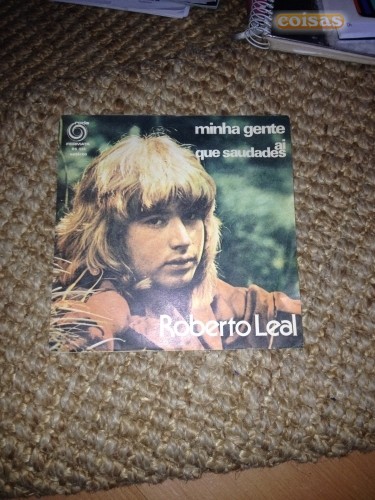 coisas
minha gente
ai
que saudades
Roberto Leal